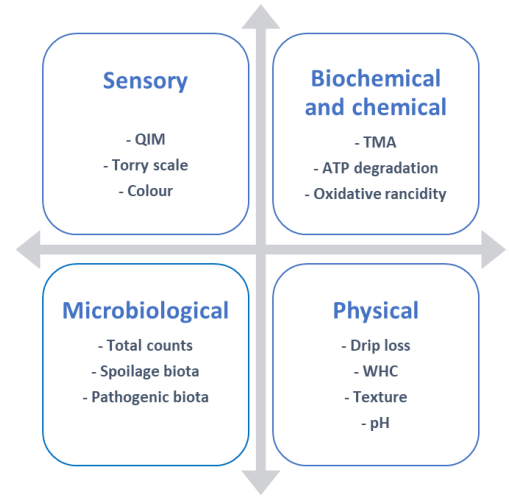 Sensory
- QIM
- Torry scale
- Colour
Biochemical
and chemical
- TMA
- ATP degradation
- Oxidative rancidity
Microbiological
- Total counts
- Spoilage biota
- Pathogenic biota
Physical
- Drip loss
- WHC
- Texture
- pH